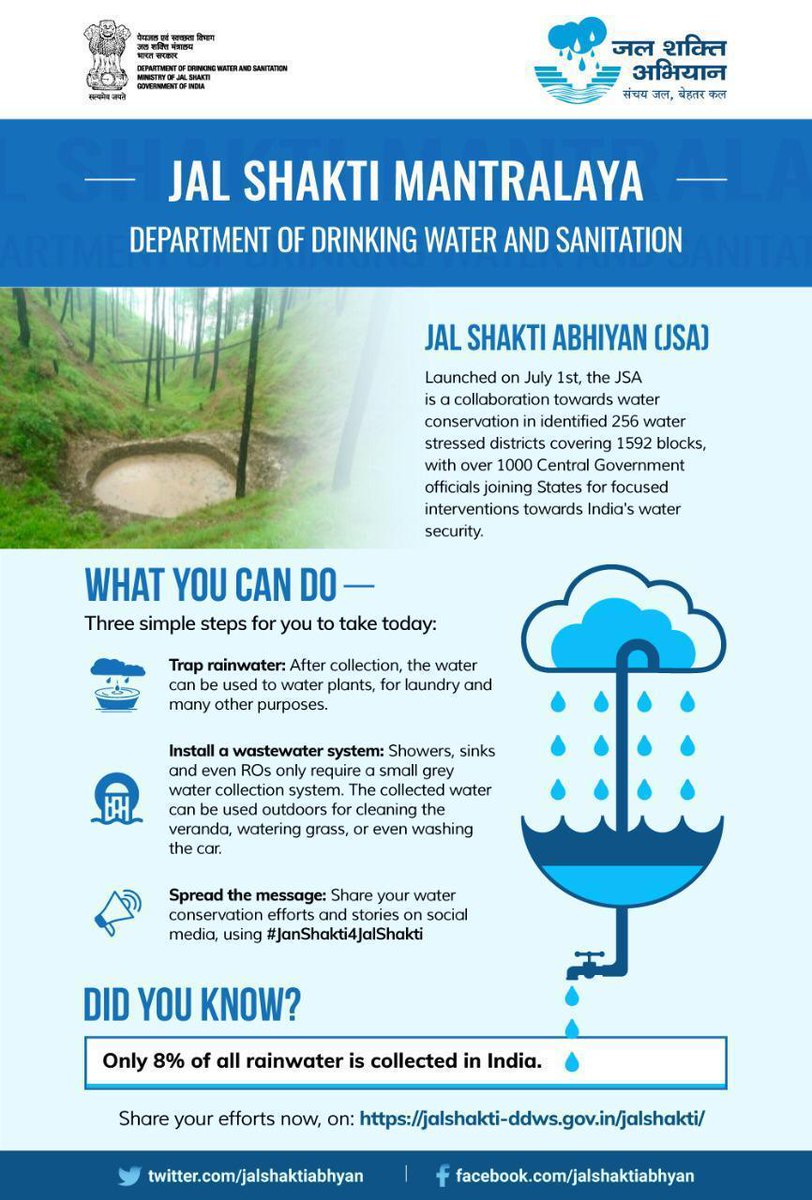 पेयजल एवं स्वच्छता विभाग
जल शक्ति मंत्रालय
भारत सरकार
DEPARTMENT OF DRINKING WATER AND SANITATION
MINISTRY OF JAL SHAKTI
GOVERNMENT OF INDIA
सत्यमेव जयते
जल शक्ति
अभियान
संचय जल, बेहतर कल
JAL SHAKTI MANTRALAYA
DEPARTMENT OF DRINKING WATER AND SANITATION
JAL SHAKTI ABHIYAN (JSA)
Launched on July 1st, the JSA
is a collaboration towards water
conservation in identified 256 water
stressed districts covering 1592 blocks,
with over 1000 Central Government
officials joining States for focused
interventions towards India's water
security.
WHAT YOU CAN DO —
Three simple steps for you to take today:
Trap rainwater: After collection, the water
can be used to water plants, for laundry and
many other purposes.
Install a wastewater system: Showers, sinks
and even ROs only require a small grey
water collection system. The collected water
can be used outdoors for cleaning the
veranda, watering grass, or even washing
the car.
Spread the message: Share your water
conservation efforts and stories on social
media, using #JanShakti4JalShakti
DID YOU KNOW?
Only 8% of all rainwater is collected in India.
Share your efforts now, on: https://jalshakti-ddws.gov.in/jalshakti/
twitter.com/jalshaktiabhyan | facebook.com/jalshaktiabhyan